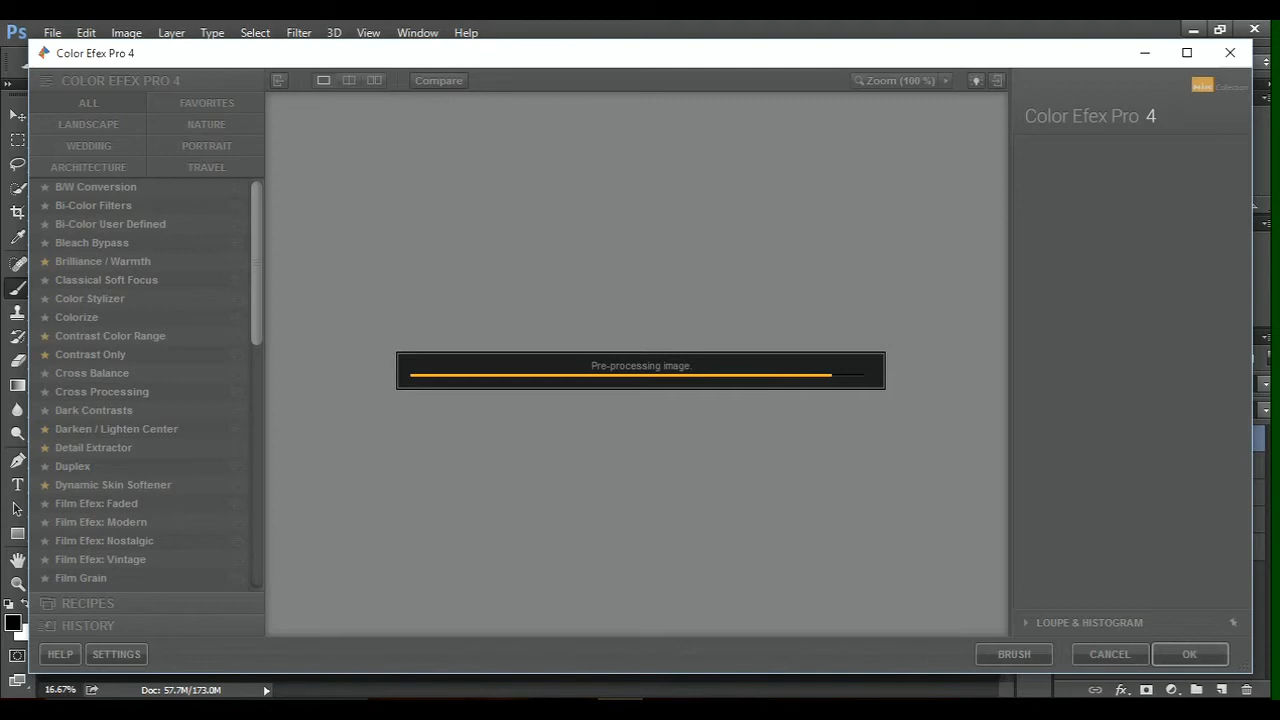 Ps File Edit Image Layer Type Select Filter 3D View Window Help
Color Efex Pro 4
COLOR EFEX PRO 4
Compare
Zoom (100 %)
Nik Collection
Color Efex Pro 4
ALL FAVORITES
LANDSCAPE NATURE
WEDDING PORTRAIT
ARCHITECTURE TRAVEL
B/W Conversion
Bi-Color Filters
Bi-Color User Defined
Bleach Bypass
Brilliance / Warmth
Classical Soft Focus
Color Stylizer
Colorize
Contrast Color Range
Contrast Only
Cross Balance
Cross Processing
Dark Contrasts
Darken / Lighten Center
Detail Extractor
Duplex
Dynamic Skin Softener
Film Efex: Faded
Film Efex: Modern
Film Efex: Nostalgic
Film Efex: Vintage
Film Grain
Pre-processing image.
RECIPES
HISTORY
LOUPE & HISTOGRAM
HELP SETTINGS BRUSH CANCEL OK
16.67% Doc: 57.7M/173.0M